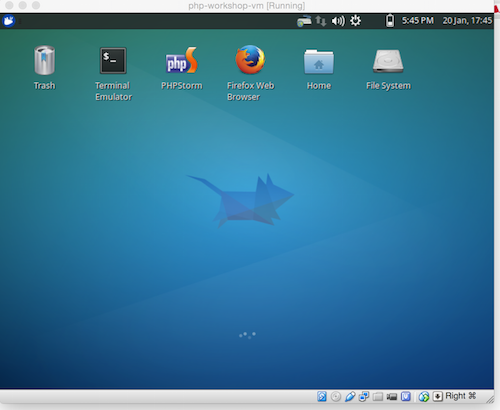 php-workshop-vm [Running]
5:45 PM 20 Jan, 17:45
$_
php S
Trash
Terminal
Emulator
PHPStorm
Firefox Web
Browser
Home
File System
Right ⌘